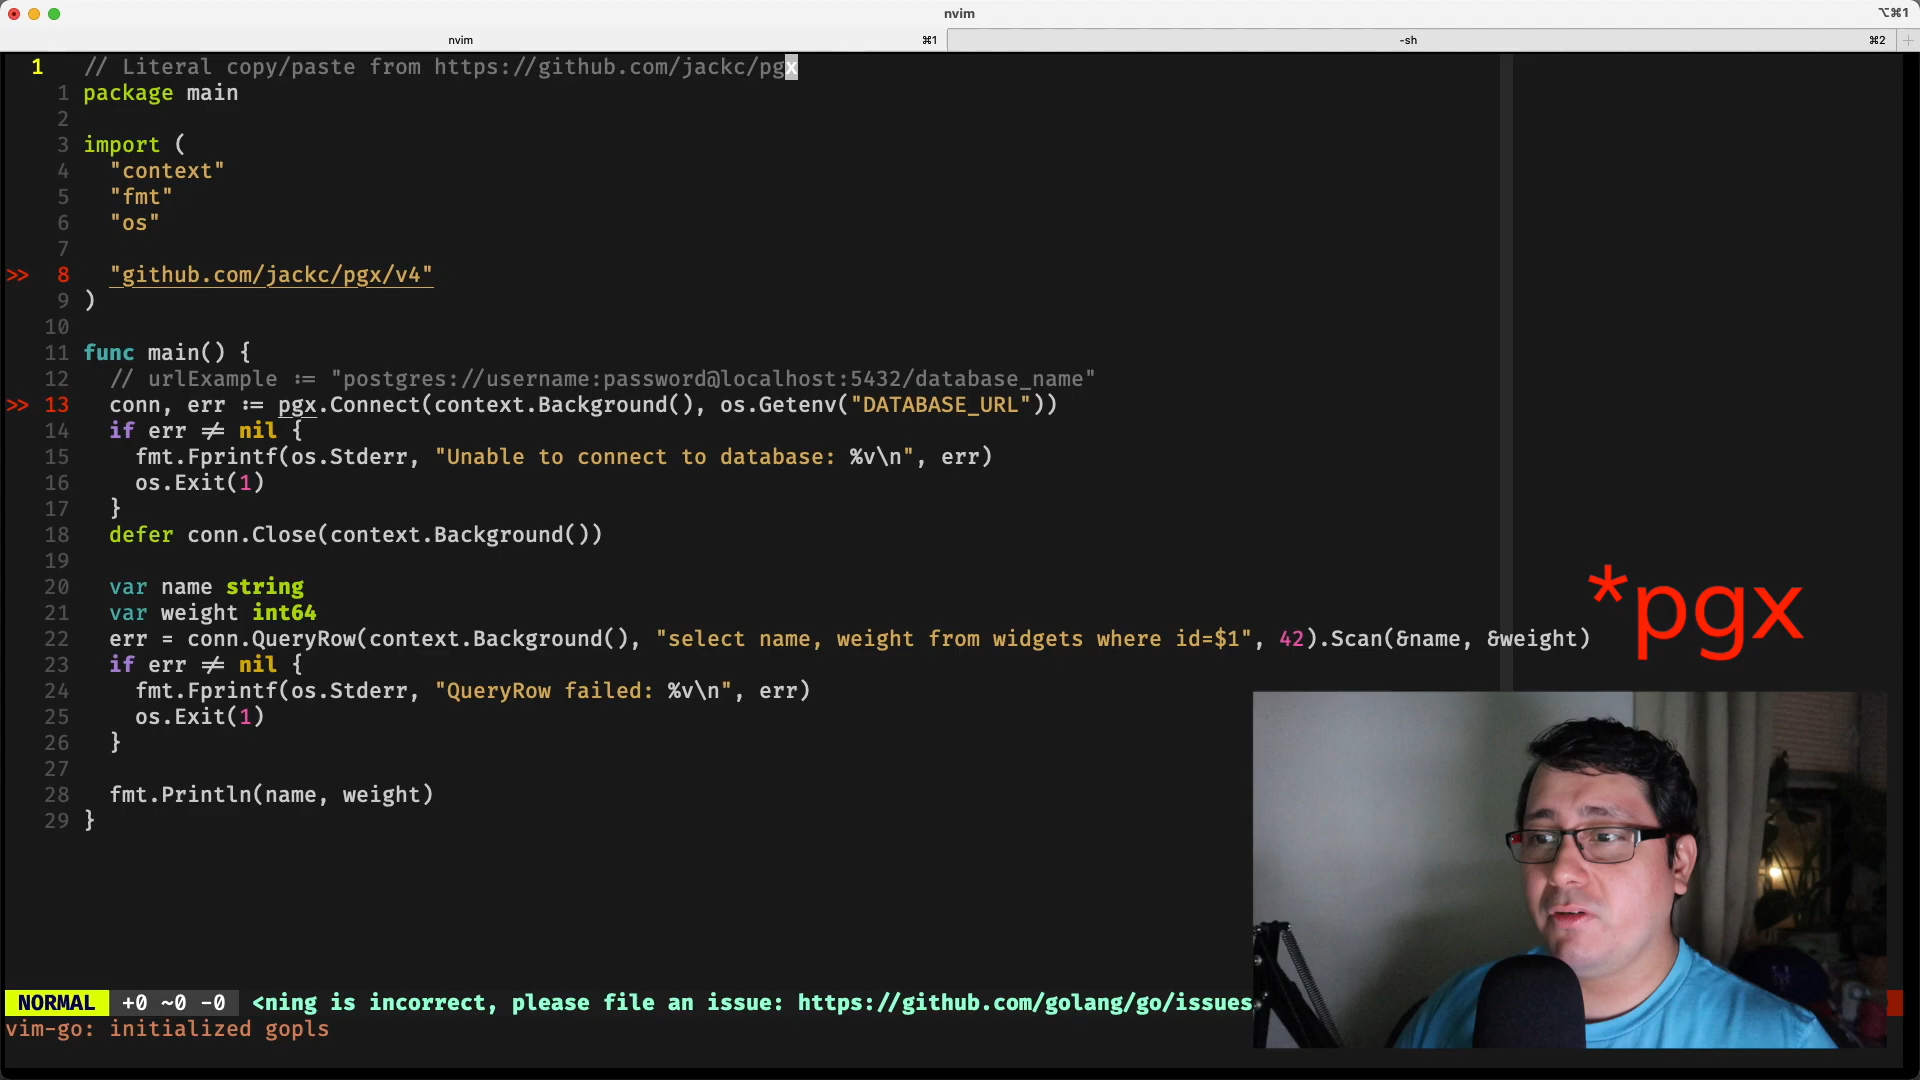 nvim
⌥⌘1
nvim ⌘1 -sh ⌘2 +
1 // Literal copy/paste from https://github.com/jackc/pgx
1 package main
2
3 import (
4 "context"
5 "fmt"
6 "os"
7
>> 8 "github.com/jackc/pgx/v4"
9 )
10
11 func main() {
12 // urlExample := "postgres://username:password@localhost:5432/database_name"
>> 13 conn, err := pgx.Connect(context.Background(), os.Getenv("DATABASE_URL"))
14 if err != nil {
15 fmt.Fprintf(os.Stderr, "Unable to connect to database: %v\n", err)
16 os.Exit(1)
17 }
18 defer conn.Close(context.Background())
19
20 var name string
21 var weight int64
22 err = conn.QueryRow(context.Background(), "select name, weight from widgets where id=$1", 42).Scan(&name, &weight)
23 if err != nil {
24 fmt.Fprintf(os.Stderr, "QueryRow failed: %v\n", err)
25 os.Exit(1)
26 }
27
28 fmt.Println(name, weight)
29 }
*pgx
NORMAL +0 ~0 -0 <ning is incorrect, please file an issue: https://github.com/golang/go/issues
vim-go: initialized gopls